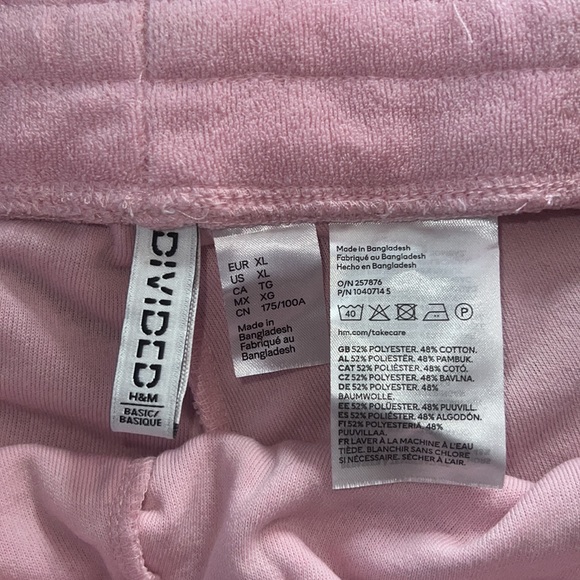 DIVIDED
H&M
BASIC/
BASIQUE
EUR XL
US XL
CA TG
MX XG
CN 175/100A
Made in
Bangladesh
Fabriqué au
Bangladesh
Made in Bangladesh
Fabriqué au Bangladesh
Hecho en Bangladesh
O/N 257876
P/N 1040714 5
40
P
hm.com/takecare
GB 52% POLYESTER. 48% COTTON.
AL 52% POLIESTËR. 48% PAMBUK.
CAT 52% POLIÈSTER. 48% COTÓ.
CZ 52% POLYESTER. 48% BAVLNA.
DE 52% POLYESTER. 48%
BAUMWOLLE.
EE 52% POLÜESTER. 48% PUUVILL.
ES 52% POLIÉSTER. 48% ALGODÓN.
FI 52% POLYESTERIA. 48%
PUUVILLAA.
FR LAVER À LA MACHINE À L'EAU
TIÈDE. BLANCHIR SANS CHLORE
SI NÉCESSAIRE. SÉCHER À L'AIR.